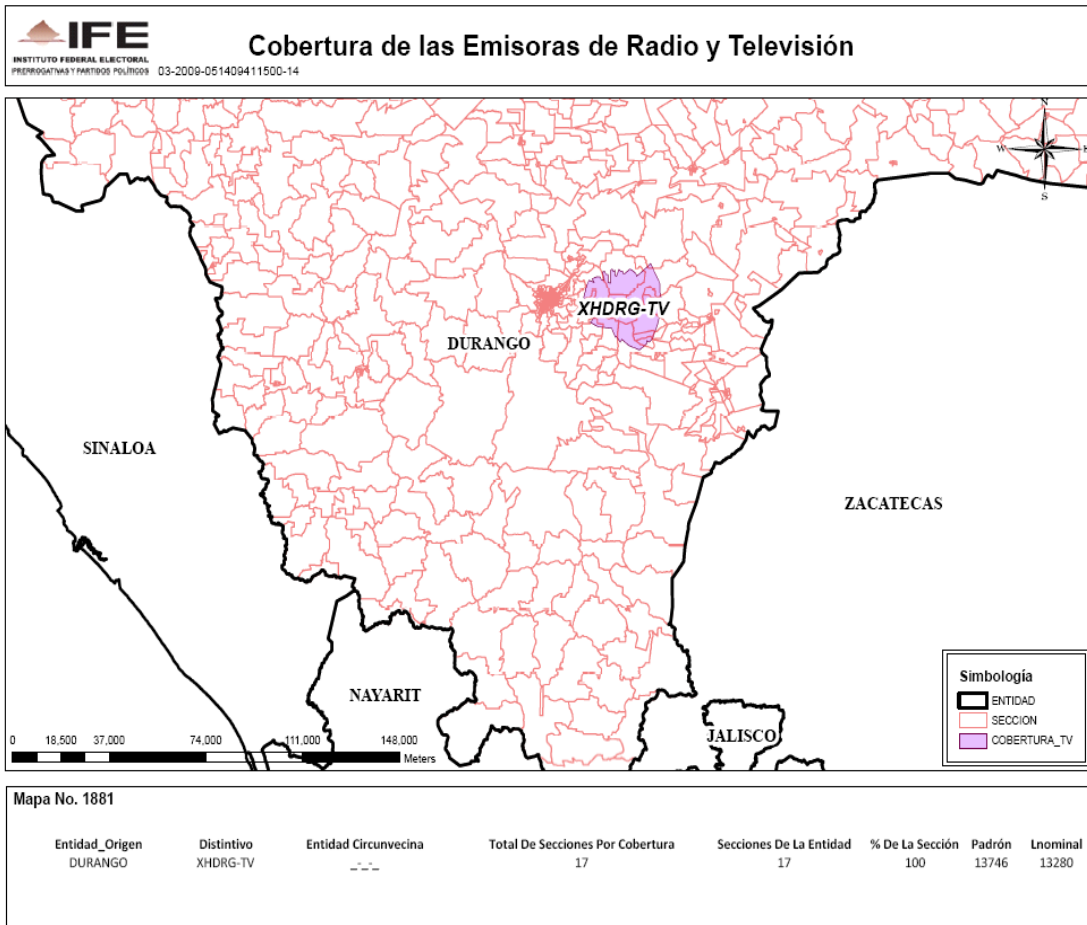 IFE
INSTITUTO FEDERAL ELECTORAL
PRERROGATIVAS Y PARTIDOS POLÍTICOS
03-2009-051409411500-14
Cobertura de las Emisoras de Radio y Televisión
N
W
E
S
XHDRG-TV
DURANGO
SINALOA
ZACATECAS
NAYARIT
JALISCO
Simbología
ENTIDAD
SECCION
COBERTURA_TV
0 18,500 37,000 74,000 111,000 148,000
Meters
Mapa No. 1881
Entidad_Origen Distintivo Entidad Circunvecina Total De Secciones Por Cobertura Secciones De La Entidad % De La Sección Padrón Lnominal
DURANGO XHDRG-TV _-_-_ 17 17 100 13746 13280